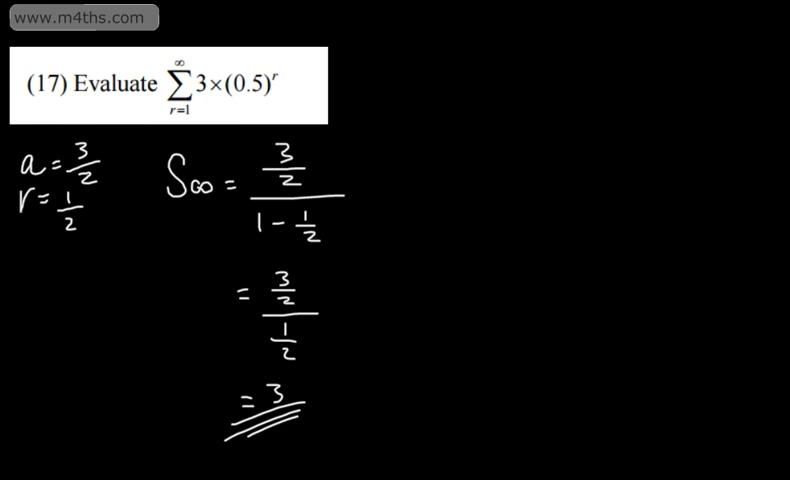 www.m4ths.com
(17) Evaluate ∑_{r=1}^{∞} 3×(0.5)^r
a = 3/2
r = 1/2
S∞ = (3/2)/(1 - 1/2)
= (3/2)/(1/2)
= 3